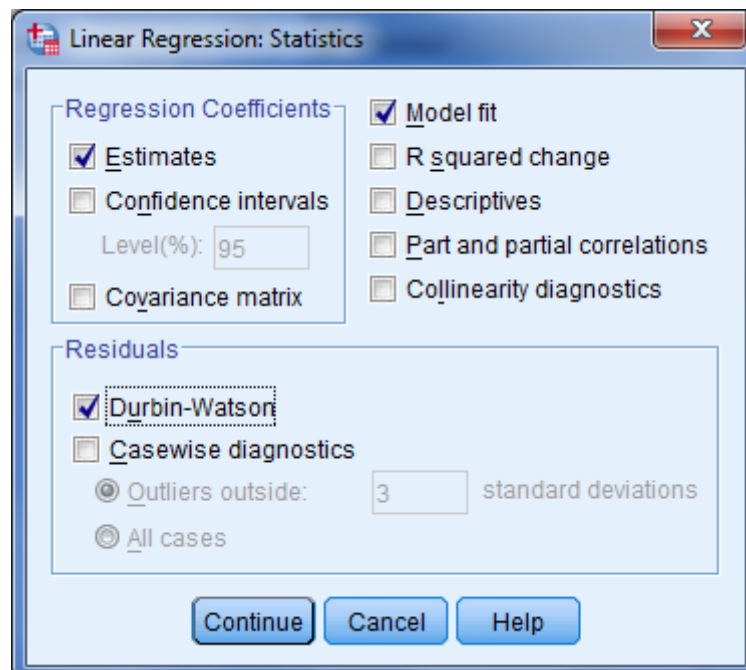 Linear Regression: Statistics
Regression Coefficients
Estimates
Confidence intervals
Level(%): 95
Covariance matrix
Model fit
R squared change
Descriptives
Part and partial correlations
Collinearity diagnostics
Residuals
Durbin-Watson
Casewise diagnostics
Outliers outside: 3 standard deviations
All cases
Continue Cancel Help